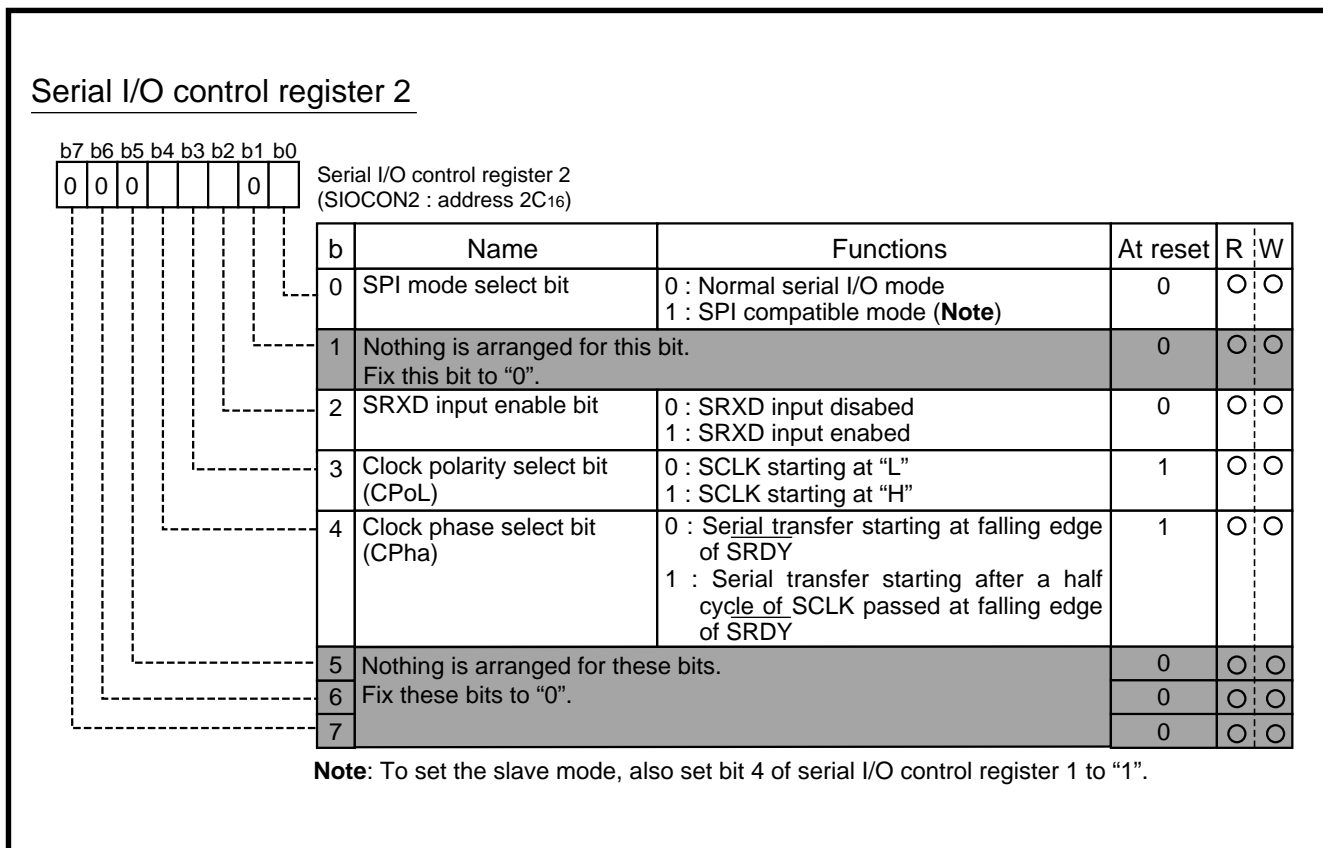 Serial I/O control register 2
b7 b6 b5 b4 b3 b2 b1 b0
0 0 0 0
Serial I/O control register 2
(SIOCON2 : address 2C16)
b Name Functions At reset R W
0 SPI mode select bit 0 : Normal serial I/O mode 0 ○ ○
1 : SPI compatible mode (Note)
1 Nothing is arranged for this bit. 0 ○ ○
Fix this bit to “0”.
2 SRXD input enable bit 0 : SRXD input disabed 0 ○ ○
1 : SRXD input enabed
3 Clock polarity select bit 0 : SCLK starting at “L” 1 ○ ○
(CPoL) 1 : SCLK starting at “H”
4 Clock phase select bit 0 : Serial transfer starting at falling edge 1 ○ ○
(CPha) of SRDY
1 : Serial transfer starting after a half
cycle of SCLK passed at falling edge
of SRDY
5 Nothing is arranged for these bits. 0 ○ ○
6 Fix these bits to “0”. 0 ○ ○
7 0 ○ ○
Note: To set the slave mode, also set bit 4 of serial I/O control register 1 to “1”.